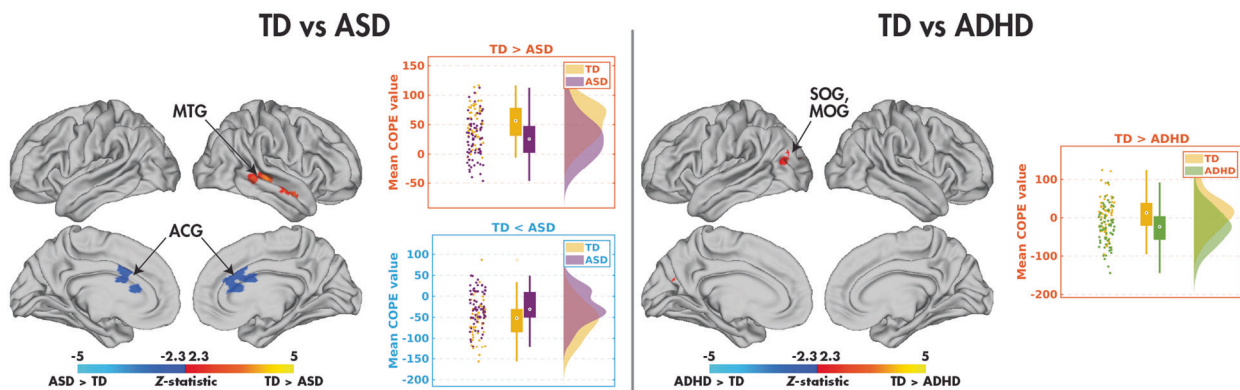 TD vs ASD
TD vs ADHD
MTG
ACG
-5
-2.3
2.3
5
ASD > TD
Z-statistic
TD > ASD
TD > ASD
Mean COPE value
100
50
0
-50
TD
ASD
TD < ASD
Mean COPE value
100
50
0
-50
-100
-150
-200
TD
ASD
SOG,
MOG
-5
-2.3
2.3
5
ADHD > TD
Z-statistic
TD > ADHD
TD > ADHD
Mean COPE value
100
0
-100
-200
TD
ADHD